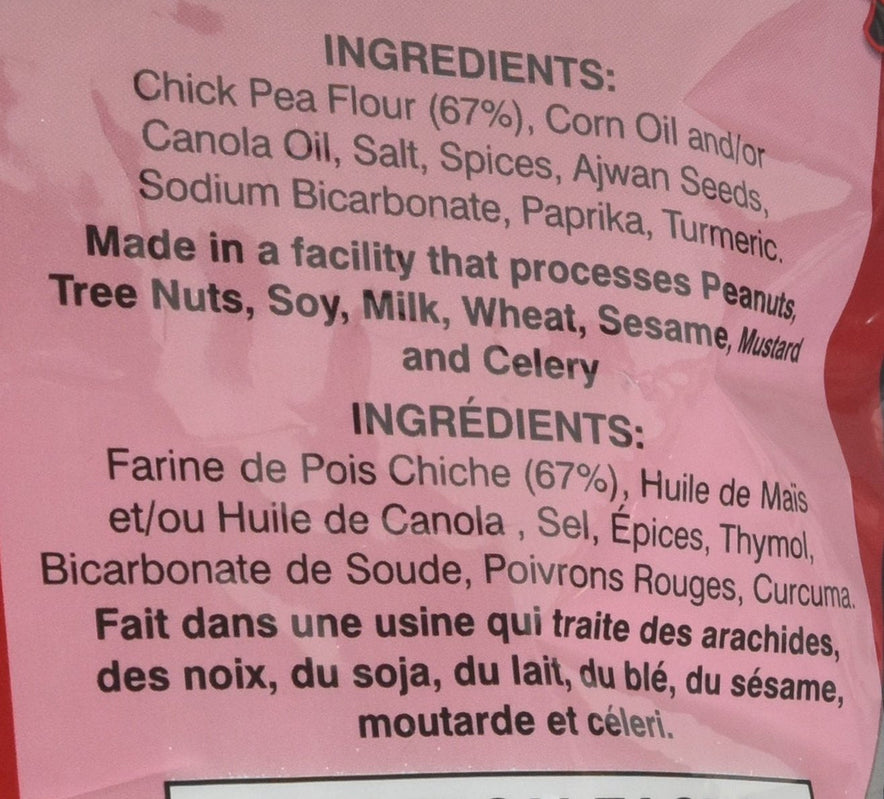 INGREDIENTS:
Chick Pea Flour (67%), Corn Oil and/or
Canola Oil, Salt, Spices, Ajwan Seeds,
Sodium Bicarbonate, Paprika, Turmeric.
Made in a facility that processes Peanuts,
Tree Nuts, Soy, Milk, Wheat, Sesame, Mustard
and Celery
INGRÉDIENTS:
Farine de Pois Chiche (67%), Huile de Maïs
et/ou Huile de Canola , Sel, Épices, Thymol,
Bicarbonate de Soude, Poivrons Rouges, Curcuma.
Fait dans une usine qui traite des arachides,
des noix, du soja, du lait, du blé, du sésame,
moutarde et céleri.